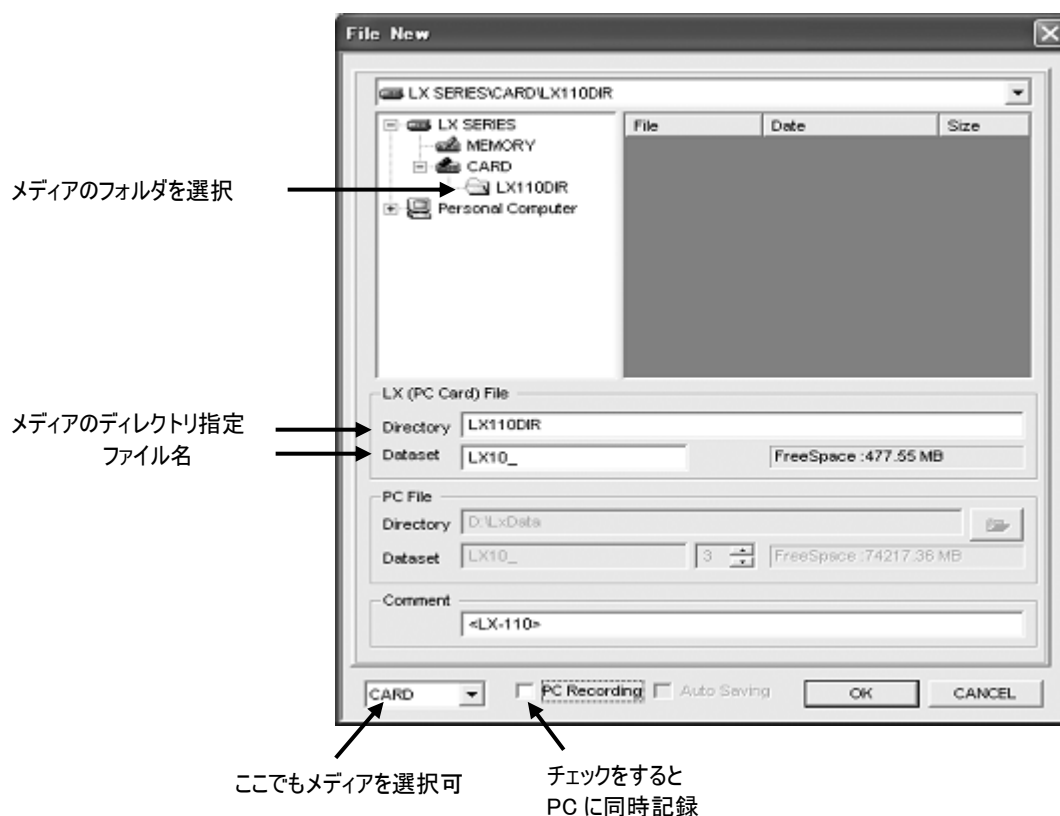 File New
LX SERIES\CARD\LX110DIR
LX SERIES
MEMORY
CARD
LX110DIR
Personal Computer
File Date Size
メディアのフォルダを選択
LX (PC Card) File
メディアのディレクトリ指定
ファイル名
Directory LX110DIR
Dataset LX10_ FreeSpace :477.55 MB
PC File
Directory D:\LxData
Dataset LX10_ 3 FreeSpace :74217.36 MB
Comment
<LX-110>
CARD PC Recording Auto Saving OK CANCEL
ここでもメディアを選択可
チェックをすると
PC に同時記録